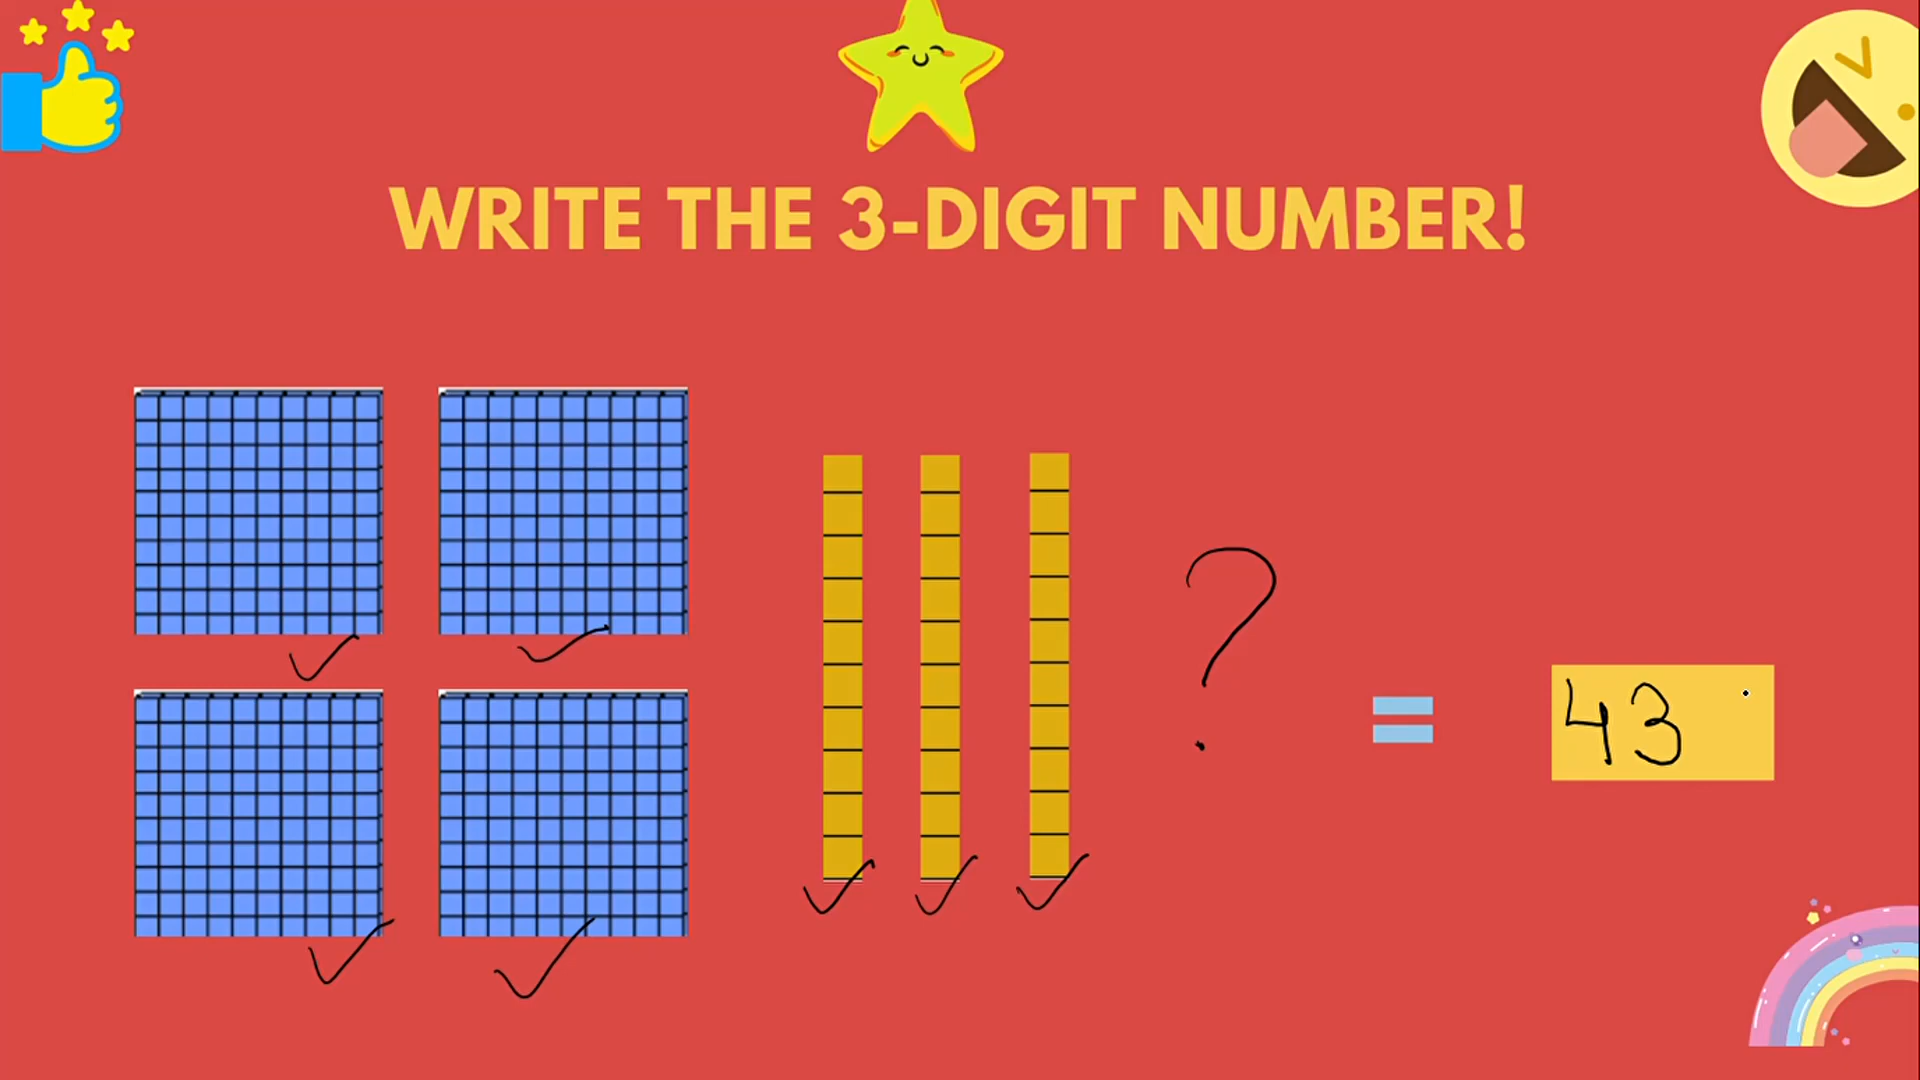 WRITE THE 3-DIGIT NUMBER!
?
=
43